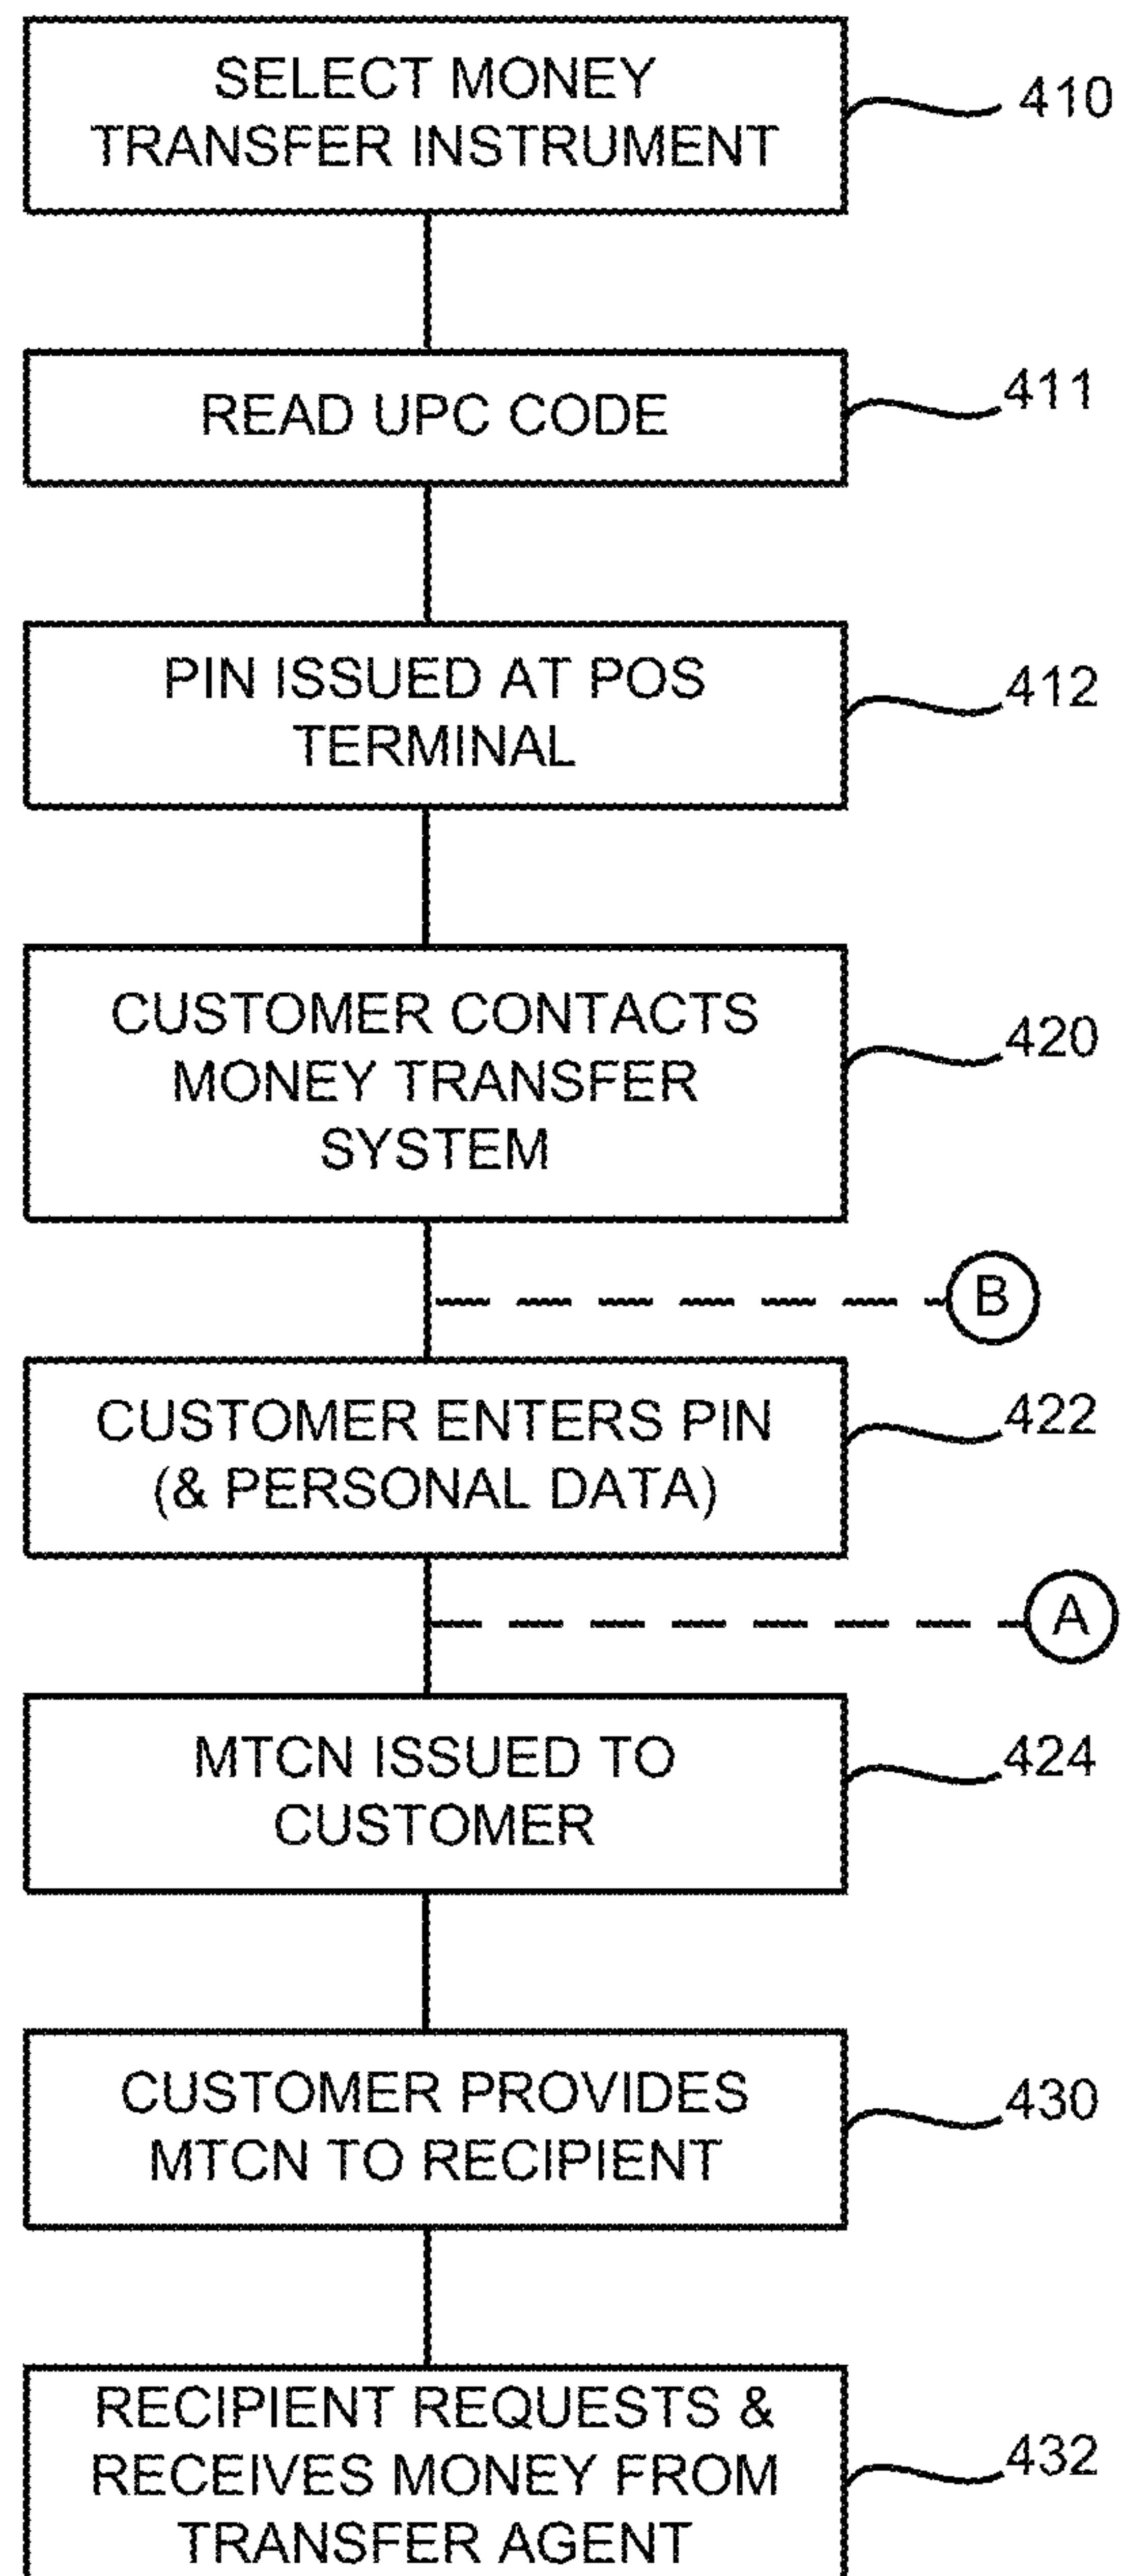 SELECT MONEY
TRANSFER INSTRUMENT
410
READ UPC CODE
411
PIN ISSUED AT POS
TERMINAL
412
CUSTOMER CONTACTS
MONEY TRANSFER
SYSTEM
420
B
CUSTOMER ENTERS PIN
(& PERSONAL DATA)
422
A
MTCN ISSUED TO
CUSTOMER
424
CUSTOMER PROVIDES
MTCN TO RECIPIENT
430
RECIPIENT REQUESTS &
RECEIVES MONEY FROM
TRANSFER AGENT
432